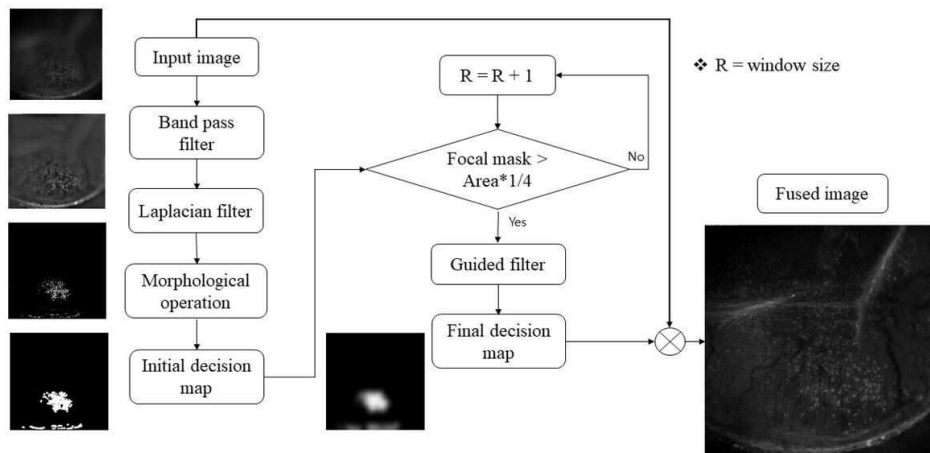 Input image
Band pass
filter
Laplacian filter
Morphological
operation
Initial decision
map
R = R + 1
Focal mask >
Area*1/4
No
Yes
Guided filter
Final decision
map
❖ R = window size
Fused image